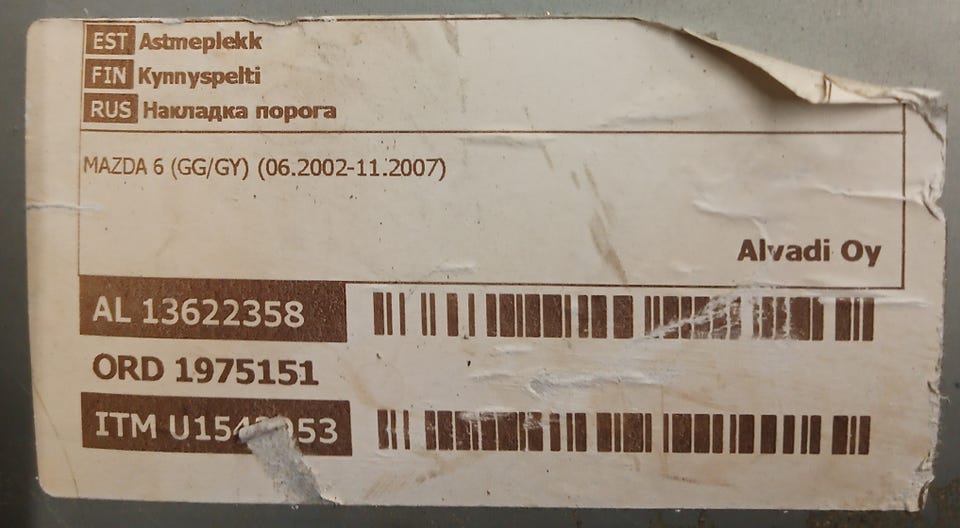 EST Astmeplekk
FIN Kynnyspelti
RUS Накладка порога
MAZDA 6 (GG/GY) (06.2002-11.2007)
Alvadi Oy
AL 13622358
ORD 1975151
ITM